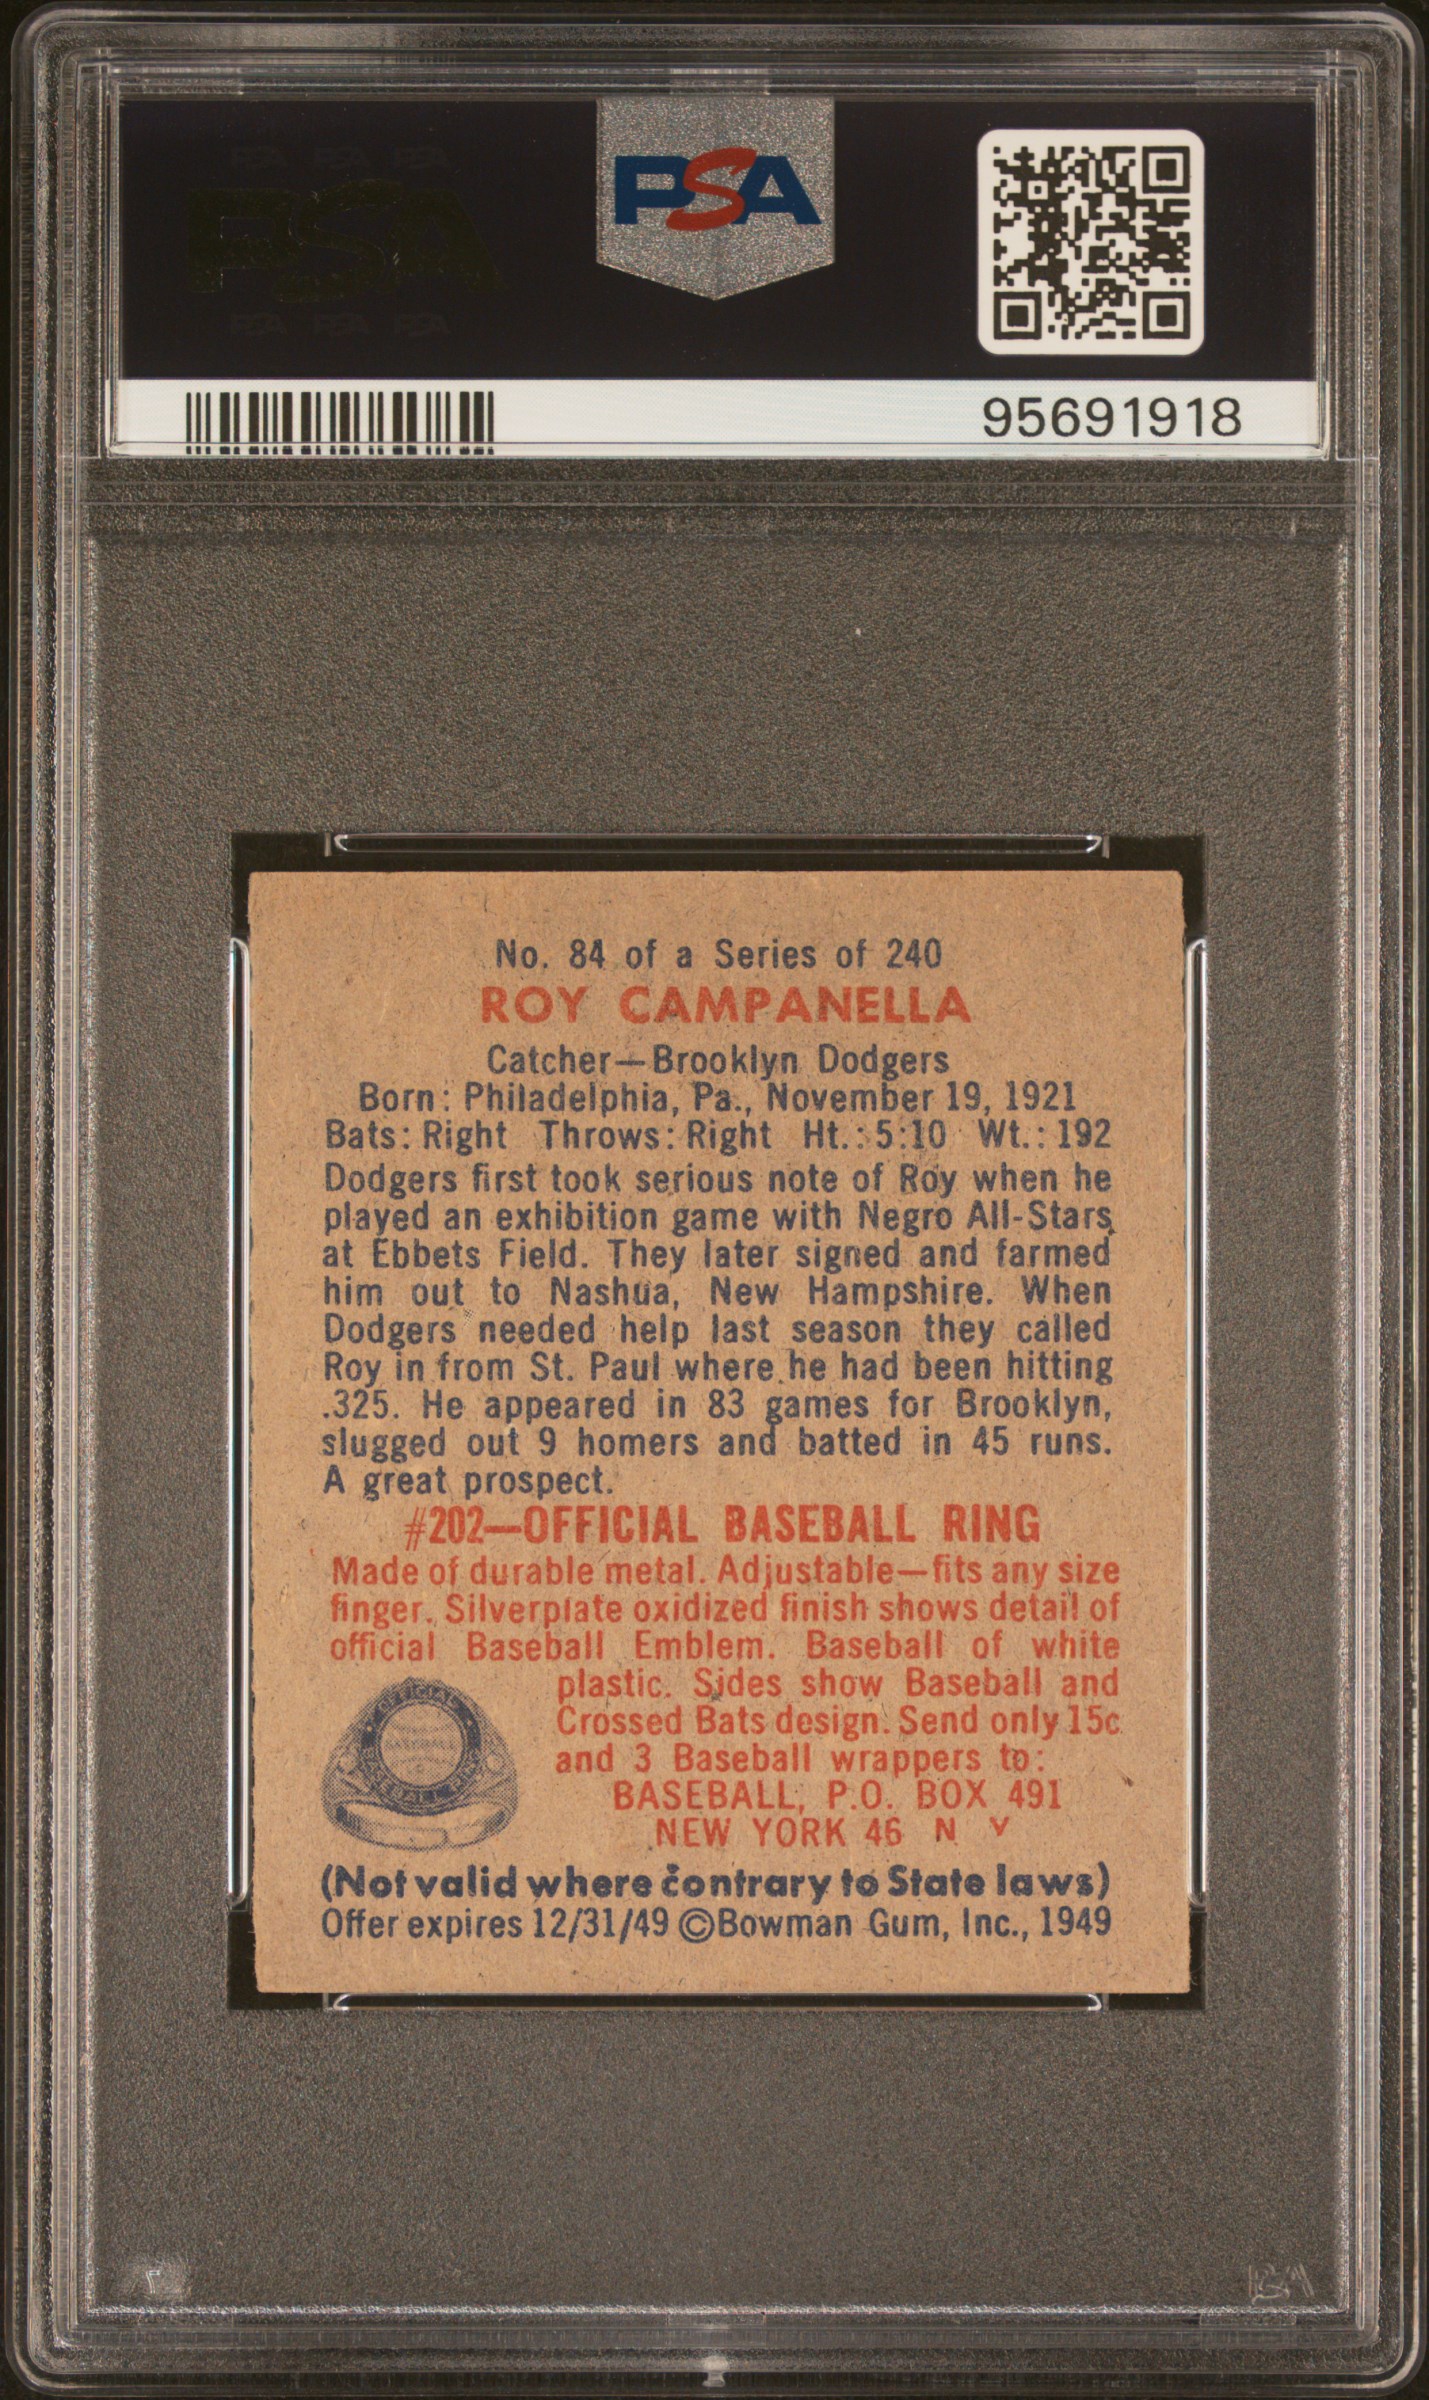 PSA
95691918
No. 84 of a Series of 240
ROY CAMPANELLA
Catcher—Brooklyn Dodgers
Born: Philadelphia, Pa., November 19, 1921
Bats: Right Throws: Right Ht.: 5:10 Wt.: 192
Dodgers first took serious note of Roy when he
played an exhibition game with Negro All-Stars
at Ebbets Field. They later signed and farmed
him out to Nashua, New Hampshire. When
Dodgers needed help last season they called
Roy in from St. Paul where he had been hitting
.325. He appeared in 83 games for Brooklyn,
slugged out 9 homers and batted in 45 runs.
A great prospect.
#202—OFFICIAL BASEBALL RING
Made of durable metal. Adjustable—fits any size
finger. Silverplate oxidized finish shows detail of
official Baseball Emblem. Baseball of white
plastic. Sides show Baseball and
Crossed Bats design. Send only 15c
and 3 Baseball wrappers to:
BASEBALL, P.O. BOX 491
NEW YORK 46 N Y
OFFICIAL
BASEBALL RING
(Not valid where contrary to State laws)
Offer expires 12/31/49 ©Bowman Gum, Inc., 1949